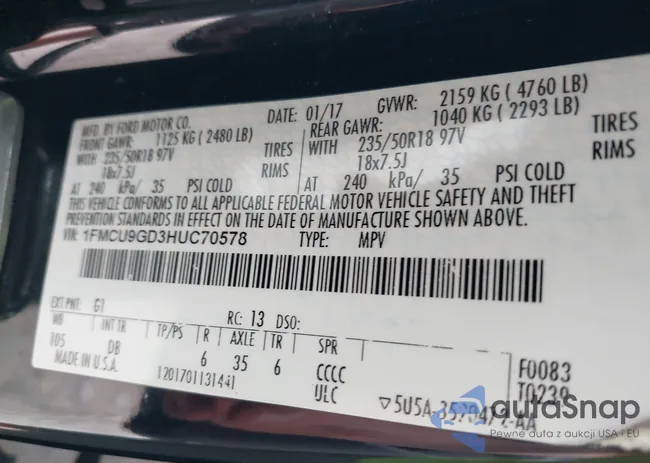 MFD. BY FORD MOTOR CO.
DATE: 01/17 GVWR: 2159 KG ( 4760 LB)
FRONT GAWR: 1125 KG ( 2480 LB) REAR GAWR: 1040 KG ( 2293 LB)
WITH 235/50R18 97V TIRES WITH 235/50R18 97V TIRES
18x7.5J RIMS 18x7.5J RIMS
AT 240 kPa/ 35 PSI COLD AT 240 kPa/ 35 PSI COLD
THIS VEHICLE CONFORMS TO ALL APPLICABLE FEDERAL MOTOR VEHICLE SAFETY AND THEFT
PREVENTION STANDARDS IN EFFECT ON THE DATE OF MANUFACTURE SHOWN ABOVE.
VIN: 1FMCU9GD3HUC70578 TYPE: MPV
EXT PNT: G1 RC: 13 DSO:
WB INT TR TP/PS R AXLE TR SPR
105 DB 6 35 6 CCCC F0083
MADE IN U.S.A. ULC T0239
autaSnap
Pewne auta z aukcji USA i EU